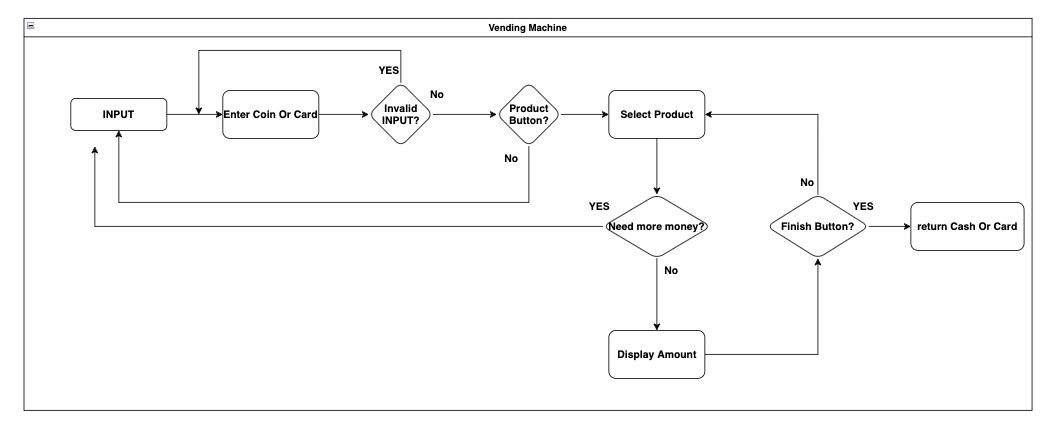 Vending Machine
YES
No
INPUT
Enter Coin Or Card
Invalid
INPUT?
Product
Button?
Select Product
No
No
YES
YES
Need more money?
Finish Button?
return Cash Or Card
No
Display Amount